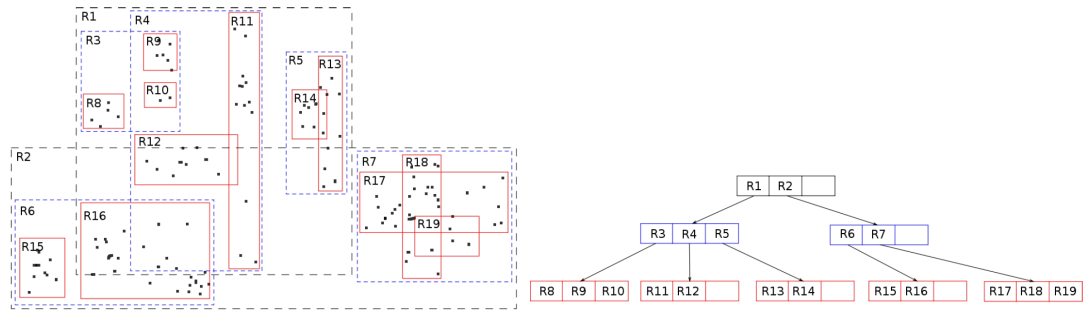 R1
R4
R11
R3
R9
R5
R13
R10
R14
R8
R12
R2
R7
R18
R17
R6
R16
R19
R15
R1 R2
R3 R4 R5
R6 R7
R8 R9 R10
R11 R12
R13 R14
R15 R16
R17 R18 R19